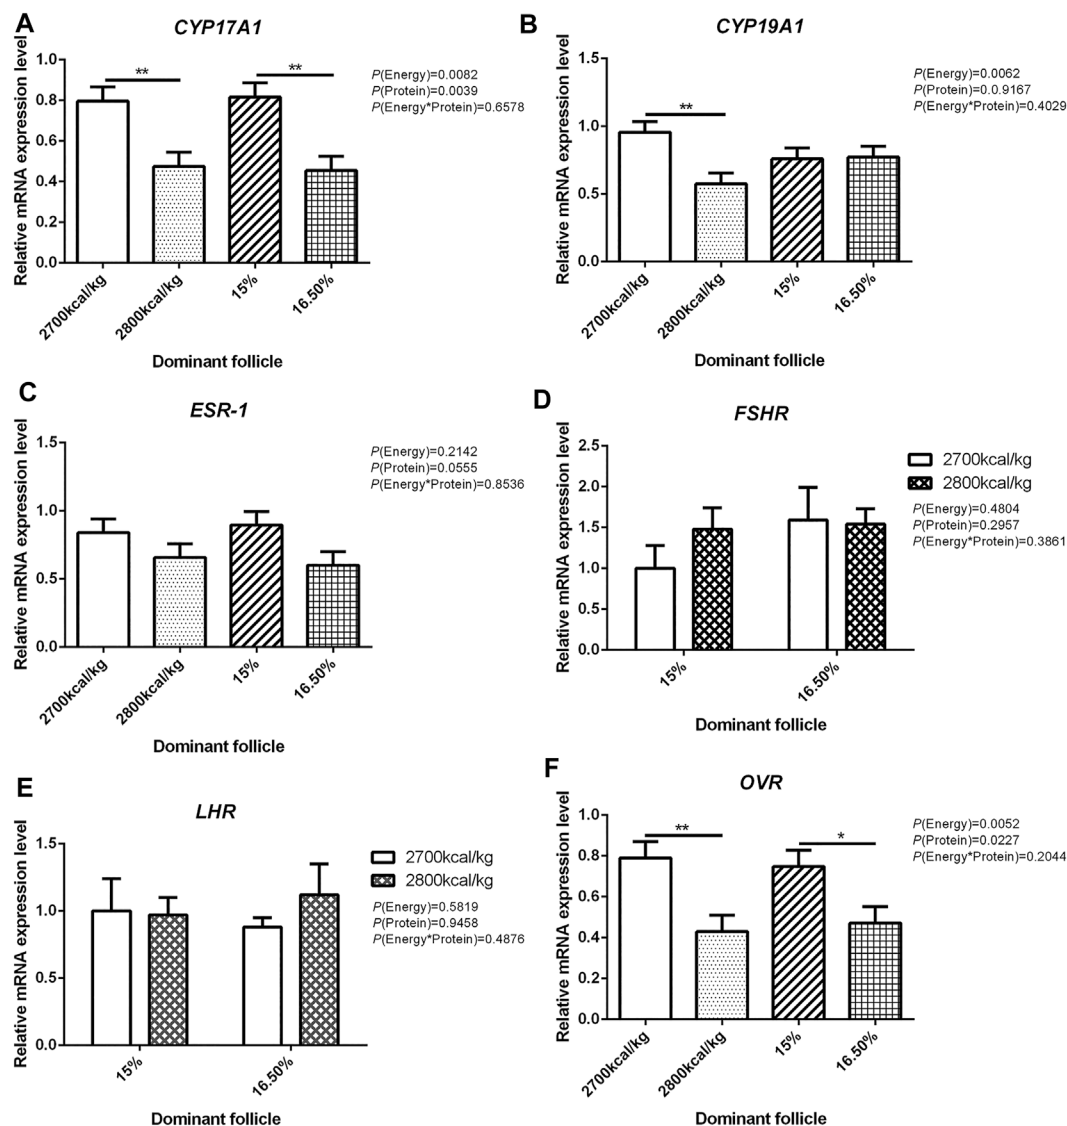 A
CYP17A1
Relative mRNA expression level
1.0
0.8
0.6
0.4
0.2
0.0
**
**
P(Energy)=0.0082
P(Protein)=0.0039
P(Energy*Protein)=0.6578
2700kcal/kg
2800kcal/kg
15%
16.50%
Dominant follicle
B
CYP19A1
Relative mRNA expression level
1.5
1.0
0.5
0.0
**
P(Energy)=0.0062
P(Protein)=0.0.9167
P(Energy*Protein)=0.4029
2700kcal/kg
2800kcal/kg
15%
16.50%
Dominant follicle
C
ESR-1
Relative mRNA expression level
1.5
1.0
0.5
0.0
P(Energy)=0.2142
P(Protein)=0.0555
P(Energy*Protein)=0.8536
2700kcal/kg
2800kcal/kg
15%
16.50%
Dominant follicle
D
FSHR
Relative mRNA expression level
2.5
2.0
1.5
1.0
0.5
0.0
2700kcal/kg
2800kcal/kg
P(Energy)=0.4804
P(Protein)=0.2957
P(Energy*Protein)=0.3861
15%
16.50%
Dominant follicle
E
LHR
Relative mRNA expression level
1.5
1.0
0.5
0.0
2700kcal/kg
2800kcal/kg
P(Energy)=0.5819
P(Protein)=0.9458
P(Energy*Protein)=0.4876
15%
16.50%
Dominant follicle
F
OVR
Relative mRNA expression level
1.0
0.8
0.6
0.4
0.2
0.0
**
*
P(Energy)=0.0052
P(Protein)=0.0227
P(Energy*Protein)=0.2044
2700kcal/kg
2800kcal/kg
15%
16.50%
Dominant follicle